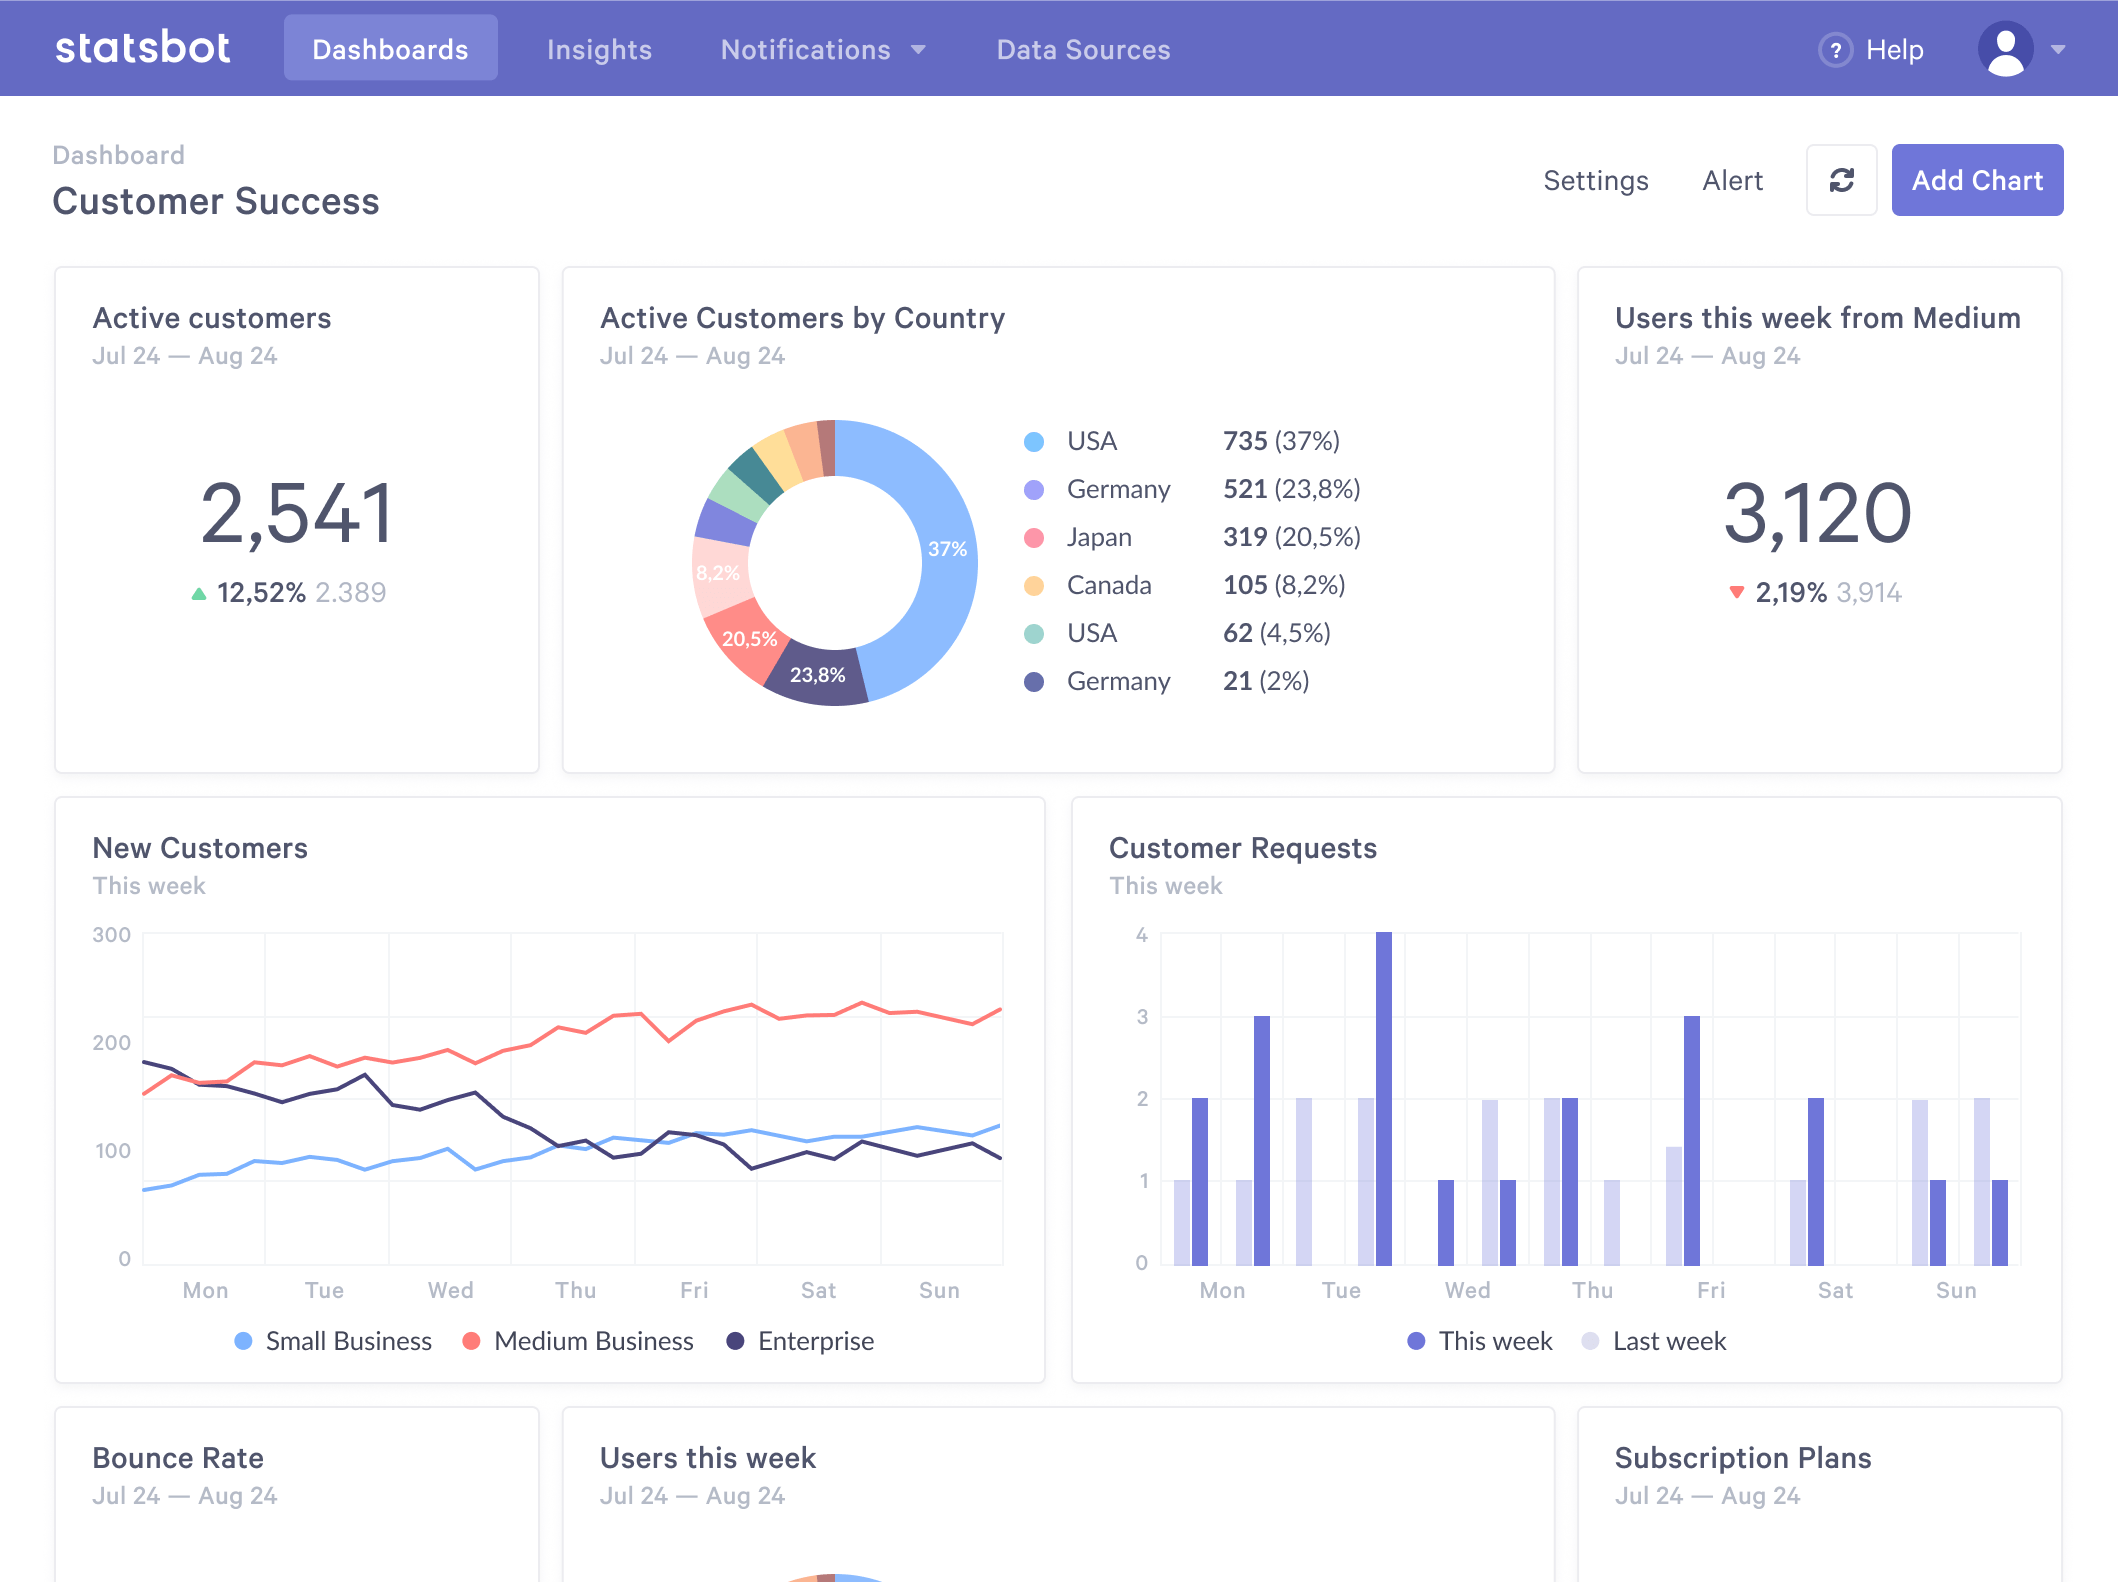 statsbot
Dashboards
Insights
Notifications
Data Sources
? Help
Dashboard
Customer Success
Settings
Alert
Add Chart
Active customers
Jul 24 — Aug 24
2,541
12,52% 2.389
Active Customers by Country
Jul 24 — Aug 24
37%
8,2%
20,5%
23,8%
USA 735 (37%)
Germany 521 (23,8%)
Japan 319 (20,5%)
Canada 105 (8,2%)
USA 62 (4,5%)
Germany 21 (2%)
Users this week from Medium
Jul 24 — Aug 24
3,120
2,19% 3,914
New Customers
This week
300
200
100
0
Mon Tue Wed Thu Fri Sat Sun
Small Business Medium Business Enterprise
Customer Requests
This week
4
3
2
1
0
Mon Tue Wed Thu Fri Sat Sun
This week Last week
Bounce Rate
Jul 24 — Aug 24
Users this week
Jul 24 — Aug 24
Subscription Plans
Jul 24 — Aug 24